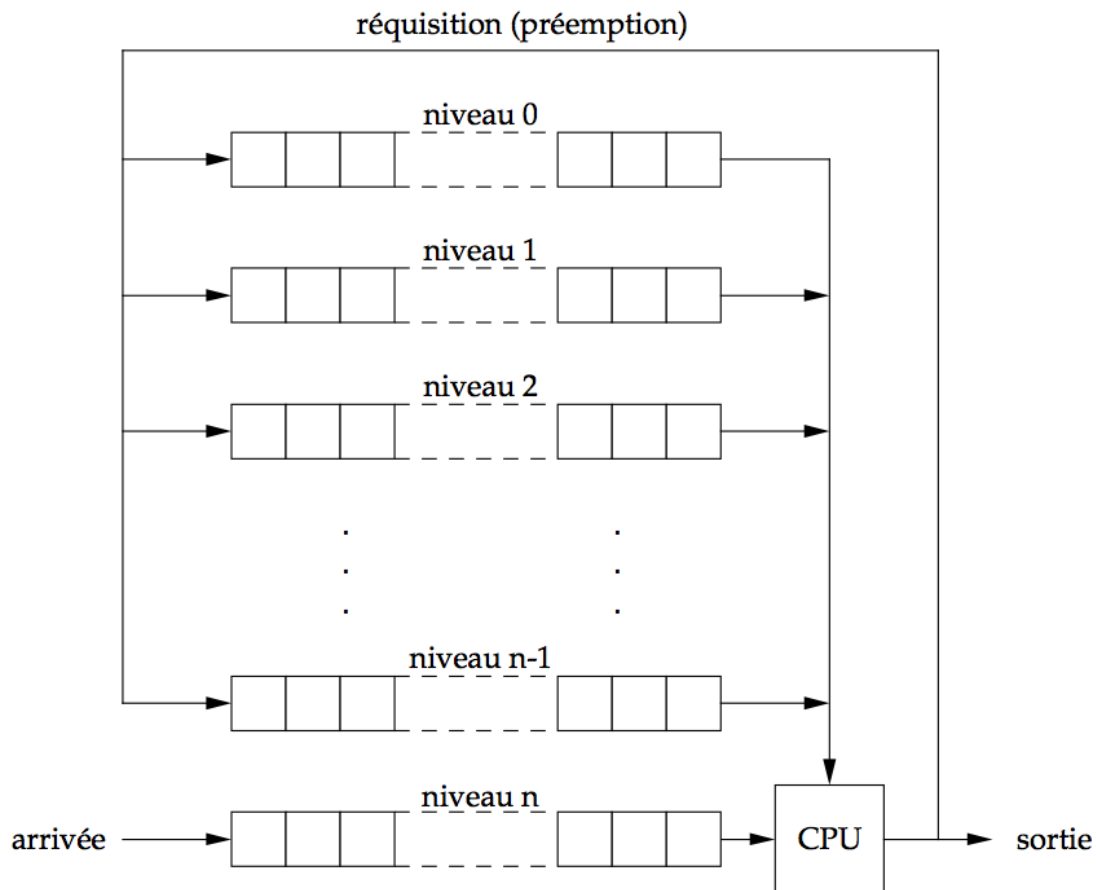 réquisition (préemption)
niveau 0
niveau 1
niveau 2
niveau n-1
niveau n
arrivée
CPU
sortie